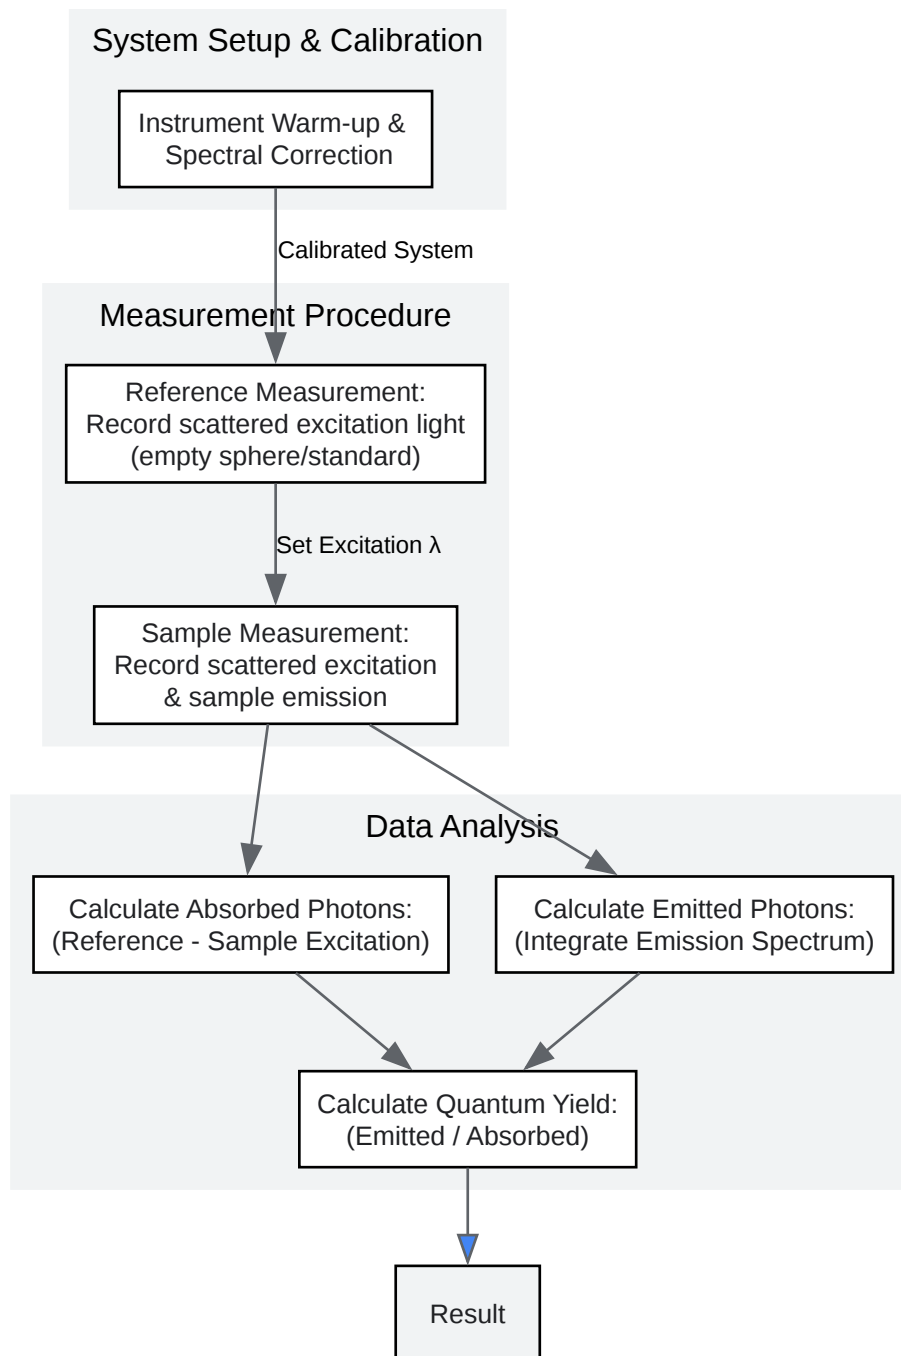 System Setup & Calibration
Instrument Warm-up &
Spectral Correction
Calibrated System
Measurement Procedure
Reference Measurement:
Record scattered excitation light
(empty sphere/standard)
Set Excitation λ
Sample Measurement:
Record scattered excitation
& sample emission
Data Analysis
Calculate Absorbed Photons:
(Reference - Sample Excitation)
Calculate Emitted Photons:
(Integrate Emission Spectrum)
Calculate Quantum Yield:
(Emitted / Absorbed)
Result